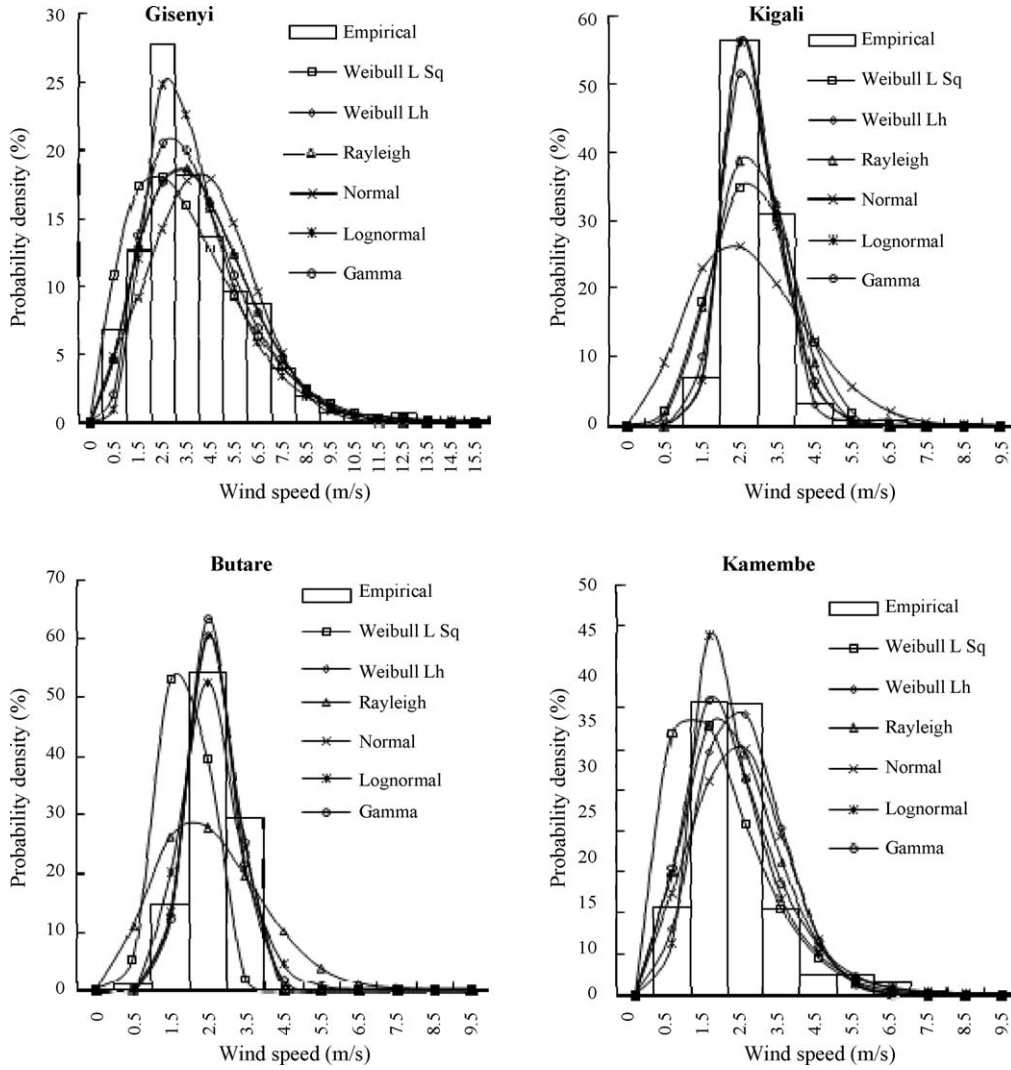 Gisenyi
Probability density (%)
30
25
20
15
10
5
0
Empirical
Weibull L Sq
Weibull Lh
Rayleigh
Normal
Lognormal
Gamma
0 0.5 1.5 2.5 3.5 4.5 5.5 6.5 7.5 8.5 9.5 10.5 11.5 12.5 13.5 14.5 15.5
Wind speed (m/s)
Kigali
Probability density (%)
60
50
40
30
20
10
0
Empirical
Weibull L Sq
Weibull Lh
Rayleigh
Normal
Lognormal
Gamma
0 0.5 1.5 2.5 3.5 4.5 5.5 6.5 7.5 8.5 9.5
Wind speed (m/s)
Butare
Probability density (%)
70
60
50
40
30
20
10
0
Empirical
Weibull L Sq
Weibull Lh
Rayleigh
Normal
Lognormal
Gamma
0 0.5 1.5 2.5 3.5 4.5 5.5 6.5 7.5 8.5 9.5
Wind speed (m/s)
Kamembe
Probability density (%)
50
45
40
35
30
25
20
20
10
10
0
Empirical
Weibull L Sq
Weibull Lh
Rayleigh
Normal
Lognormal
Gamma
0 0.5 1.5 2.5 3.5 4.5 5.5 6.5 7.5 8.5 9.5
Wind speed (m/s)